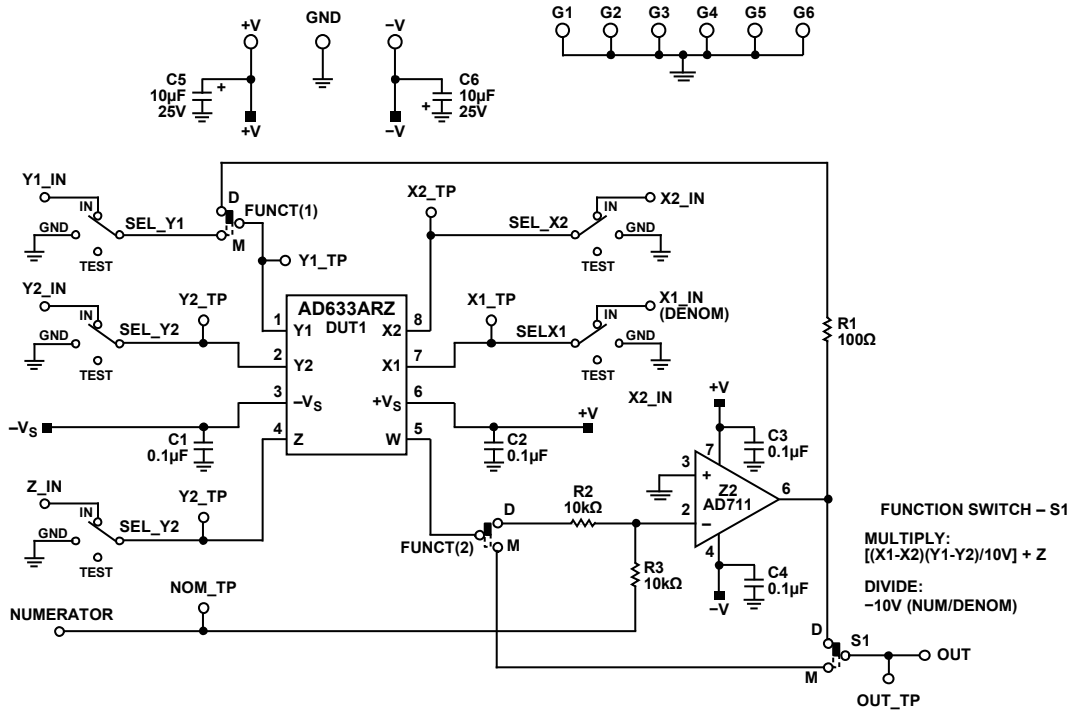 +V
GND
−V
G1 G2 G3 G4 G5 G6
C5
10µF
25V
+
+V
C6
10µF
25V
+
−V
Y1_IN
IN
GND
SEL_Y1
TEST
D
FUNCT(1)
M
Y1_TP
X2_TP
SEL_X2
IN
X2_IN
GND
TEST
Y2_IN
IN
GND
SEL_Y2
TEST
Y2_TP
AD633ARZ
DUT1
1 Y1
2 Y2
3 −VS
4 Z
X2 8
X1 7
+VS 6
W 5
X1_TP
SELX1
IN
X1_IN
(DENOM)
GND
TEST
R1
100Ω
−VS
C1
0.1µF
C2
0.1µF
+V
X2_IN
+V
C3
0.1µF
7
3
+
Z2
AD711
6
2
−
4
C4
0.1µF
−V
Z_IN
IN
GND
SEL_Y2
TEST
Y2_TP
D
FUNCT(2)
M
R2
10kΩ
R3
10kΩ
NOM_TP
NUMERATOR
FUNCTION SWITCH – S1
MULTIPLY:
[(X1-X2)(Y1-Y2)/10V] + Z
DIVIDE:
−10V (NUM/DENOM)
D
S1
M
OUT
OUT_TP